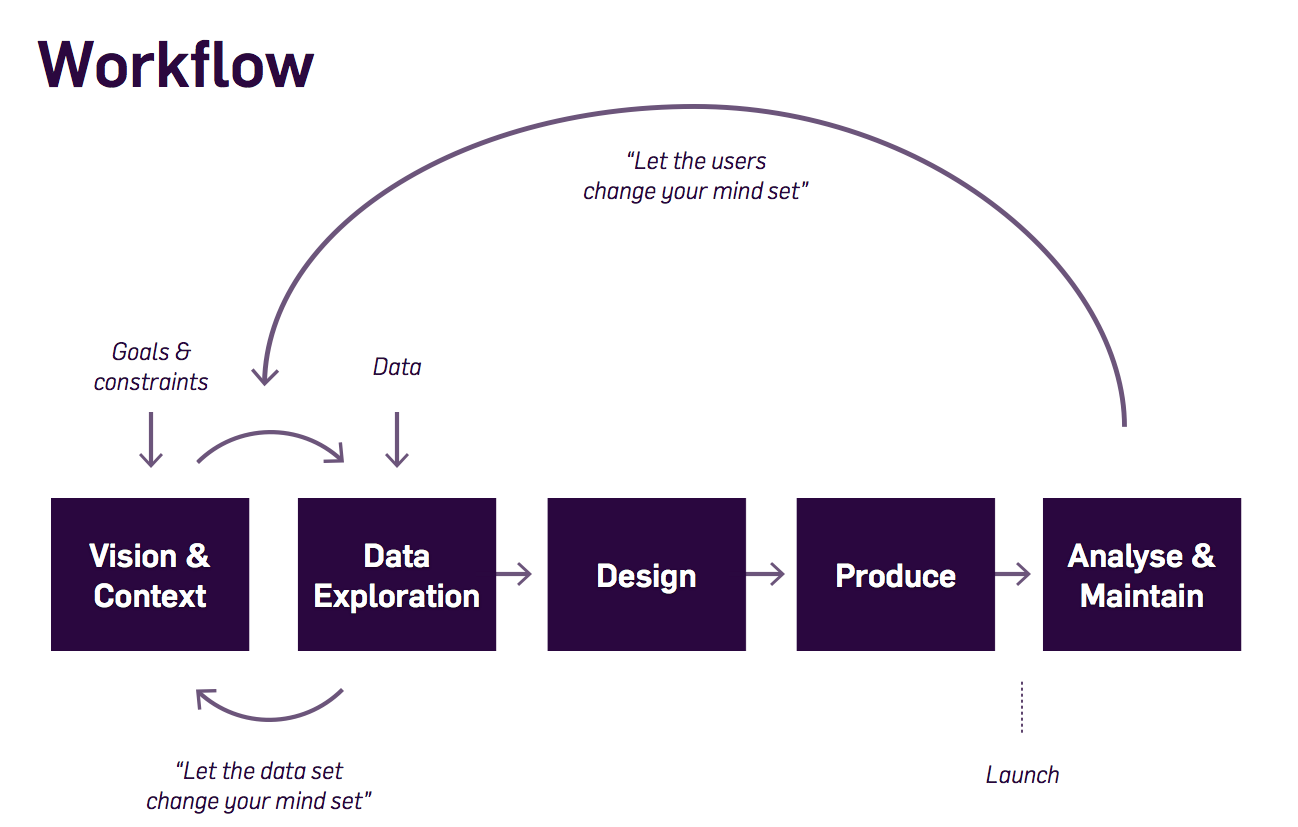 Workflow
“Let the users
change your mind set”
Goals &
constraints
Data
Vision &
Context
Data
Exploration
Design
Produce
Analyse &
Maintain
“Let the data set
change your mind set”
Launch